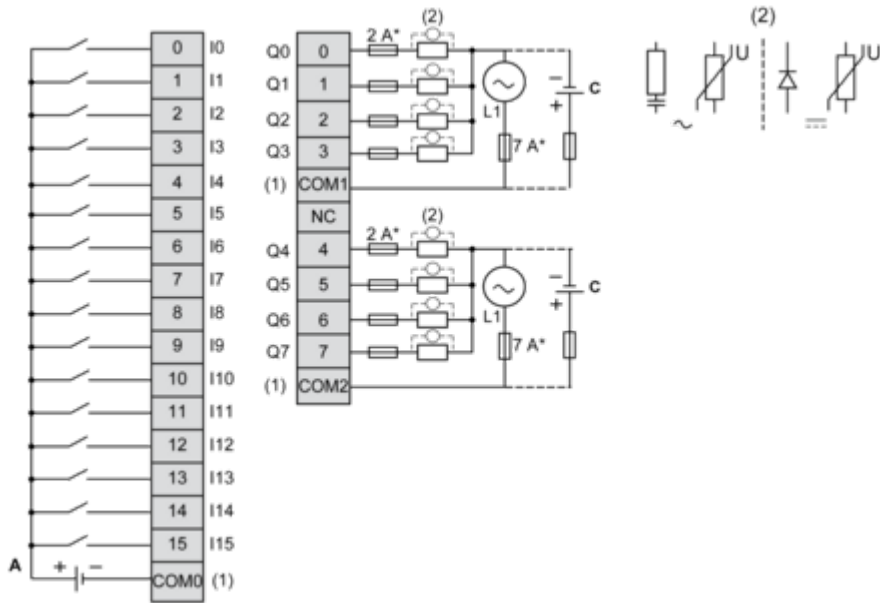 0 I0
1 I1
2 I2
3 I3
4 I4
5 I5
6 I6
7 I7
8 I8
9 I9
10 I10
11 I11
12 I12
13 I13
14 I14
15 I15
A + −
COM0 (1)
(2)
Q0 0 2 A*
Q1 1
Q2 2
Q3 3
(1) COM1
L1
7 A*
− + C
NC
(2)
Q4 4 2 A*
Q5 5
Q6 6
Q7 7
(1) COM2
L1
7 A*
− + C
(2)
U U